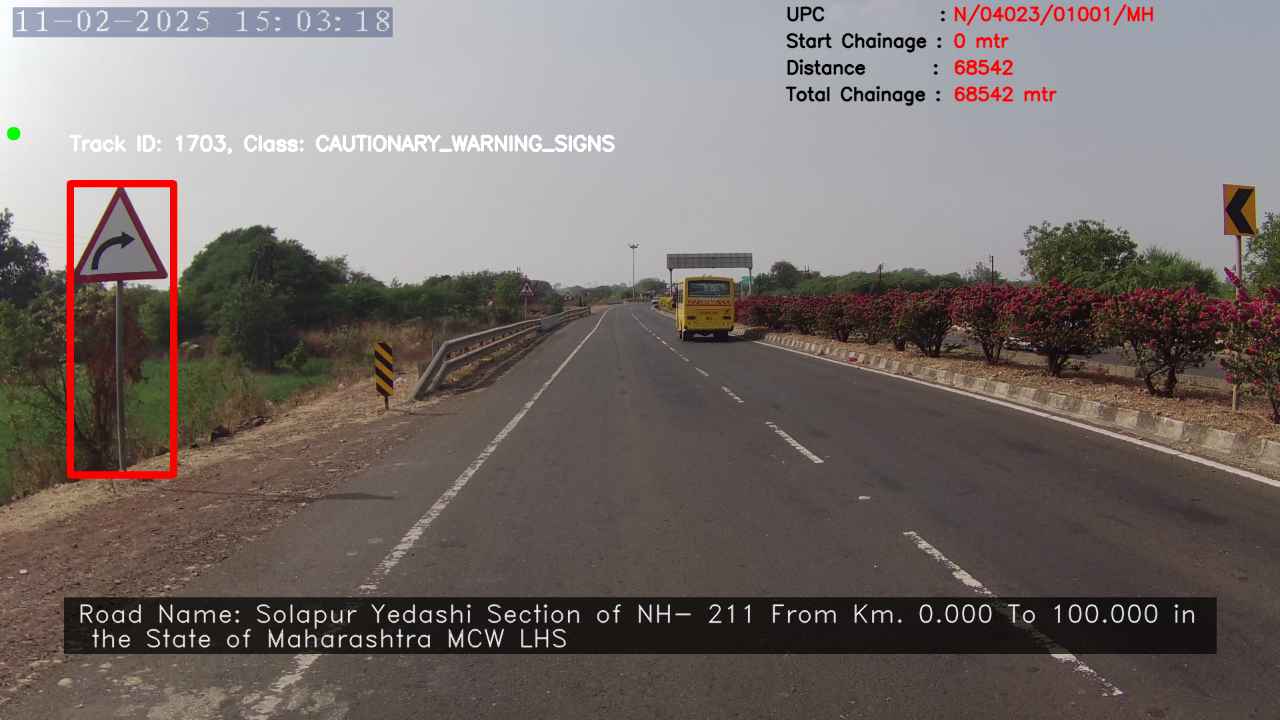 11-02-2025 15:03:18
UPC : N/04023/01001/MH
Start Chainage : 0 mtr
Distance : 68542
Total Chainage : 68542 mtr
Track ID: 1703, Class: CAUTIONARY_WARNING_SIGNS
Road Name: Solapur Yedashi Section of NH- 211 From Km. 0.000 To 100.000 in
the State of Maharashtra MCW LHS